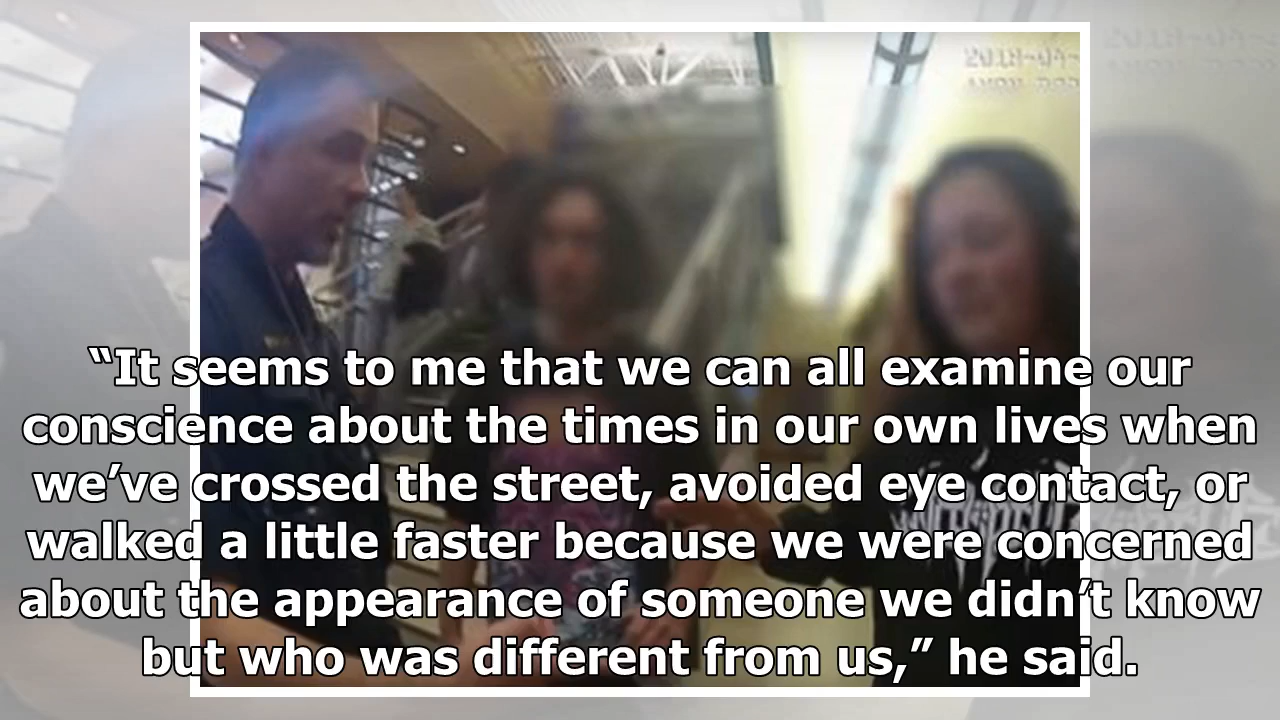 “It seems to me that we can all examine our
conscience about the times in our own lives when
we’ve crossed the street, avoided eye contact, or
walked a little faster because we were concerned
about the appearance of someone we didn’t know
but who was different from us,” he said.